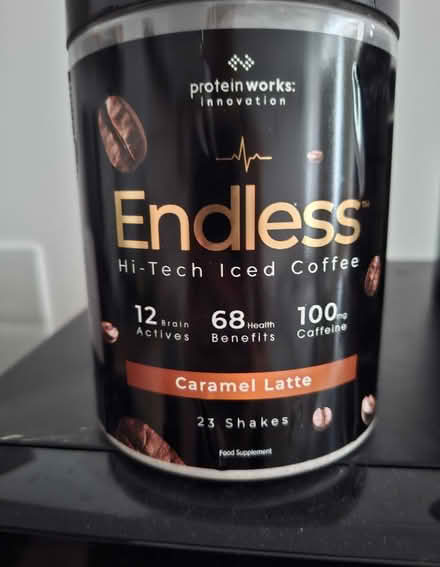 protein works:
innovation
Endless™
Hi-Tech Iced Coffee
12 Brain Actives
68 Health Benefits
100mg Caffeine
Caramel Latte
23 Shakes
Food Supplement